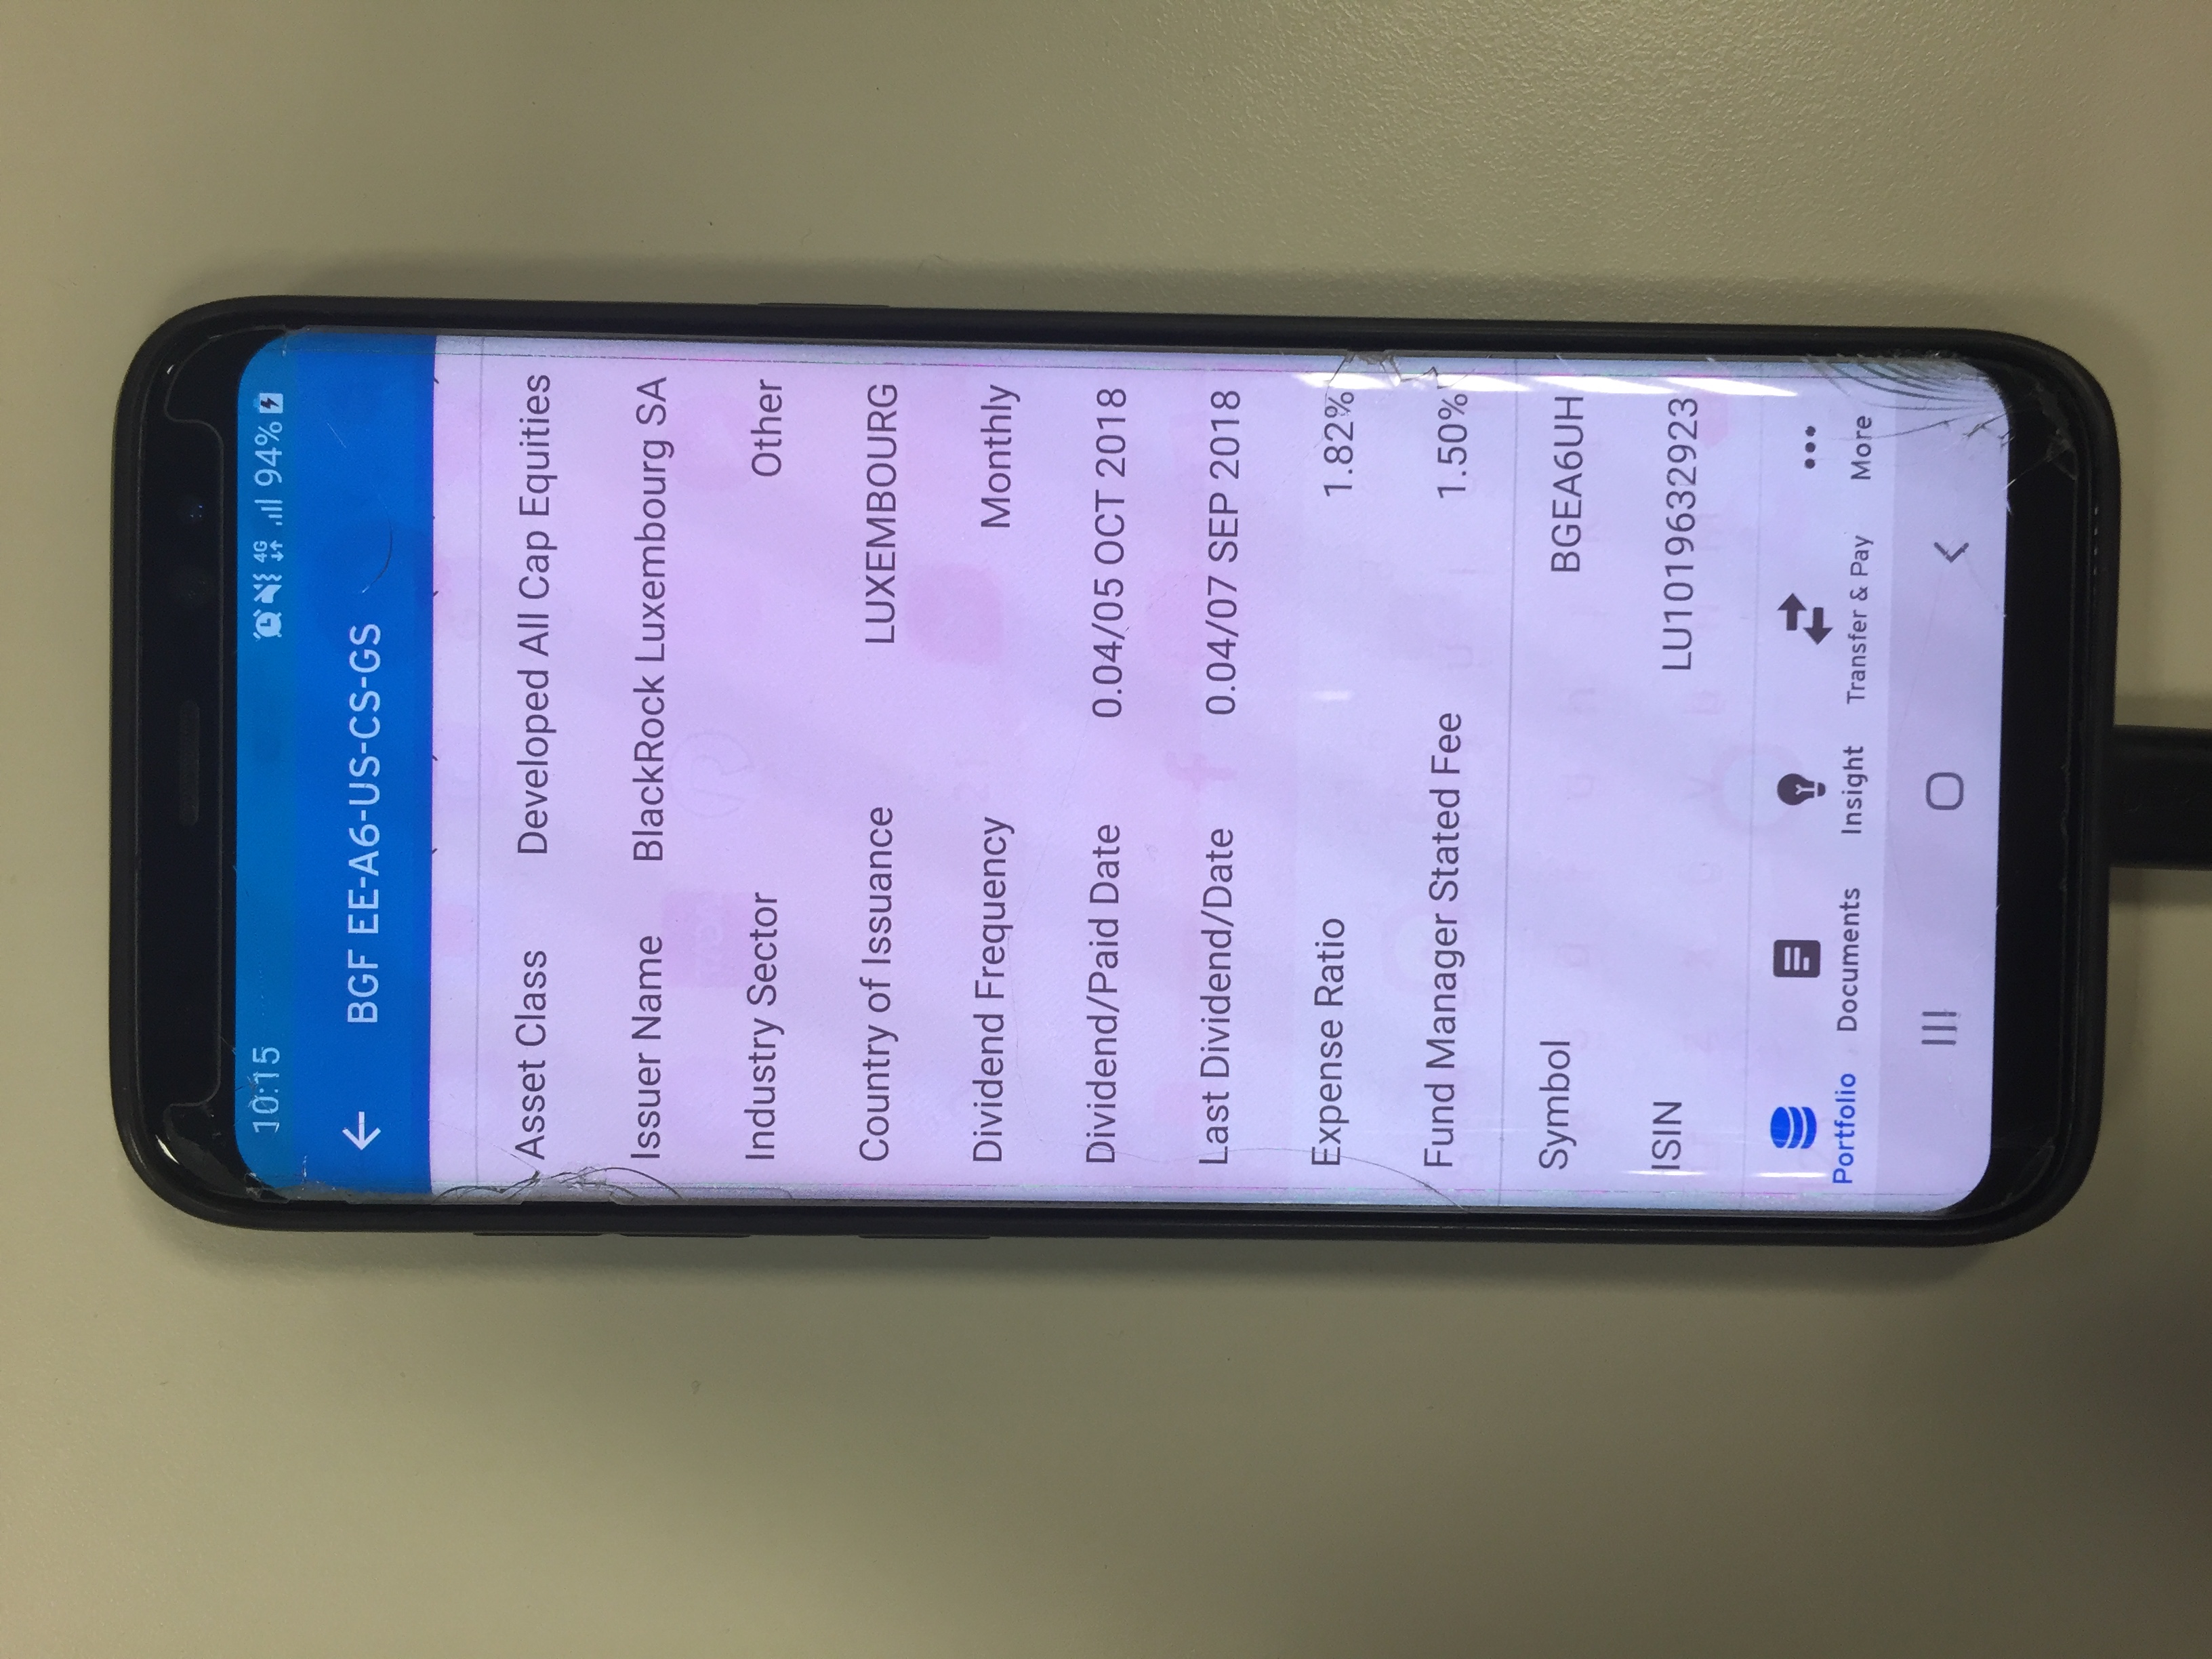 10:15 4G 94%
BGF EE-A6-US-CS-GS
Asset Class Developed All Cap Equities
Issuer Name BlackRock Luxembourg SA
Industry Sector Other
Country of Issuance LUXEMBOURG
Dividend Frequency Monthly
Dividend/Paid Date 0.04/05 OCT 2018
Last Dividend/Date 0.04/07 SEP 2018
Expense Ratio 1.82%
Fund Manager Stated Fee 1.50%
Symbol BGEA6UH
ISIN LU1019632923
Portfolio Documents Insight Transfer & Pay More